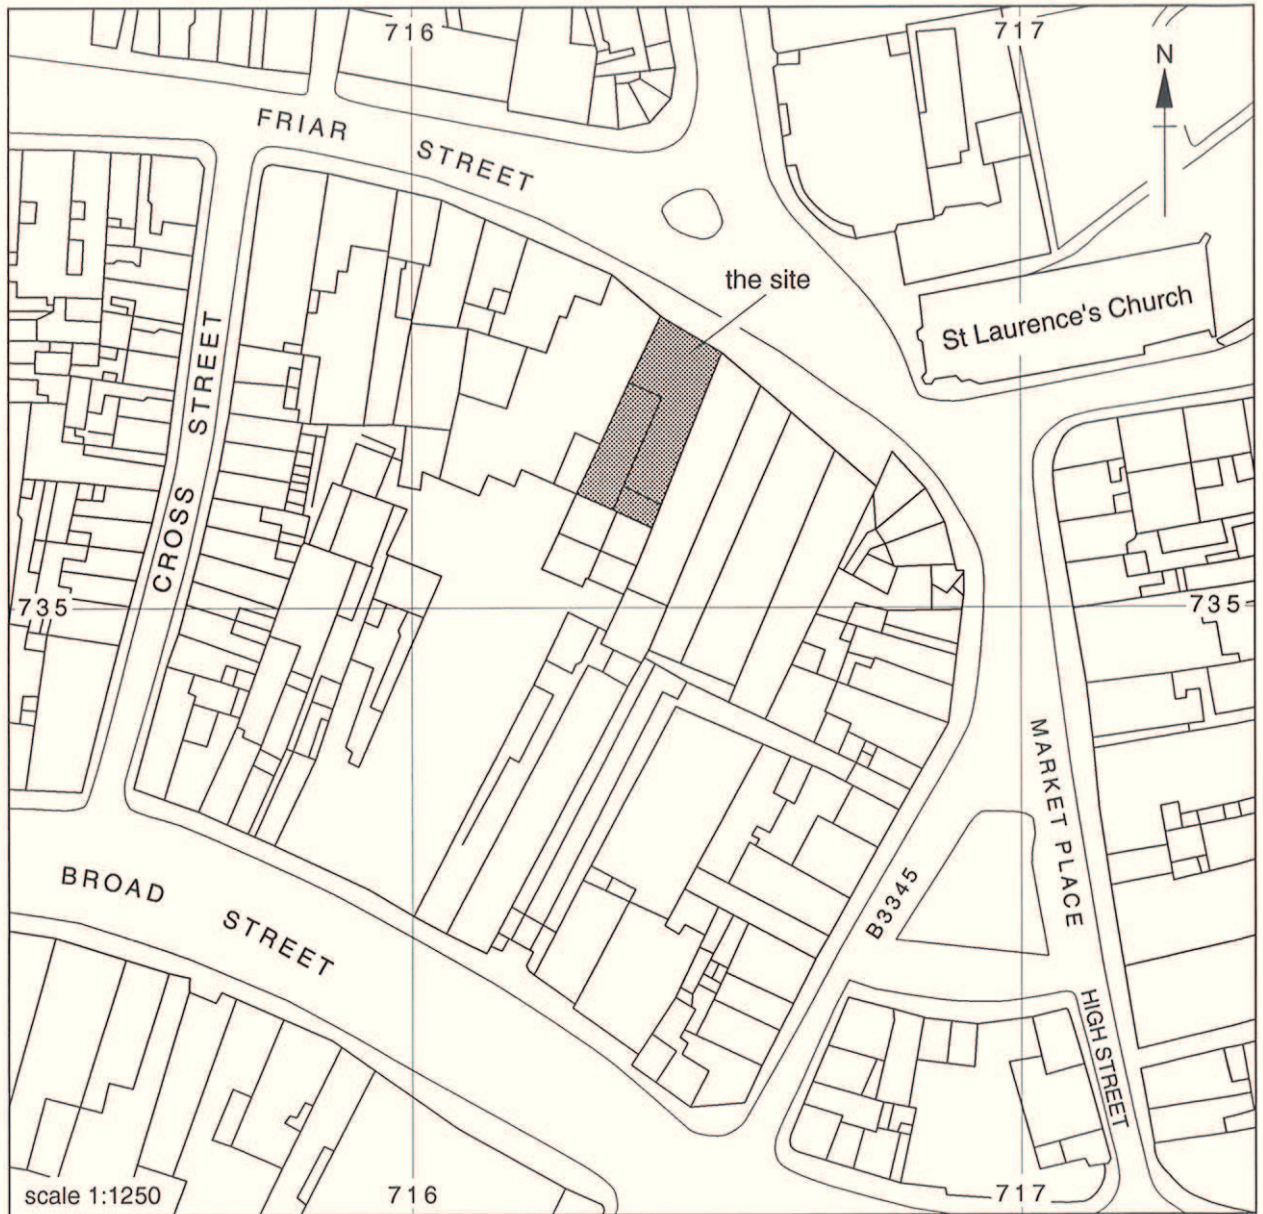 716
717
N
FRIAR STREET
the site
St Laurence's Church
CROSS STREET
735
735
MARKET PLACE
BROAD STREET
B3345
HIGH STREET
scale 1:1250
716
717